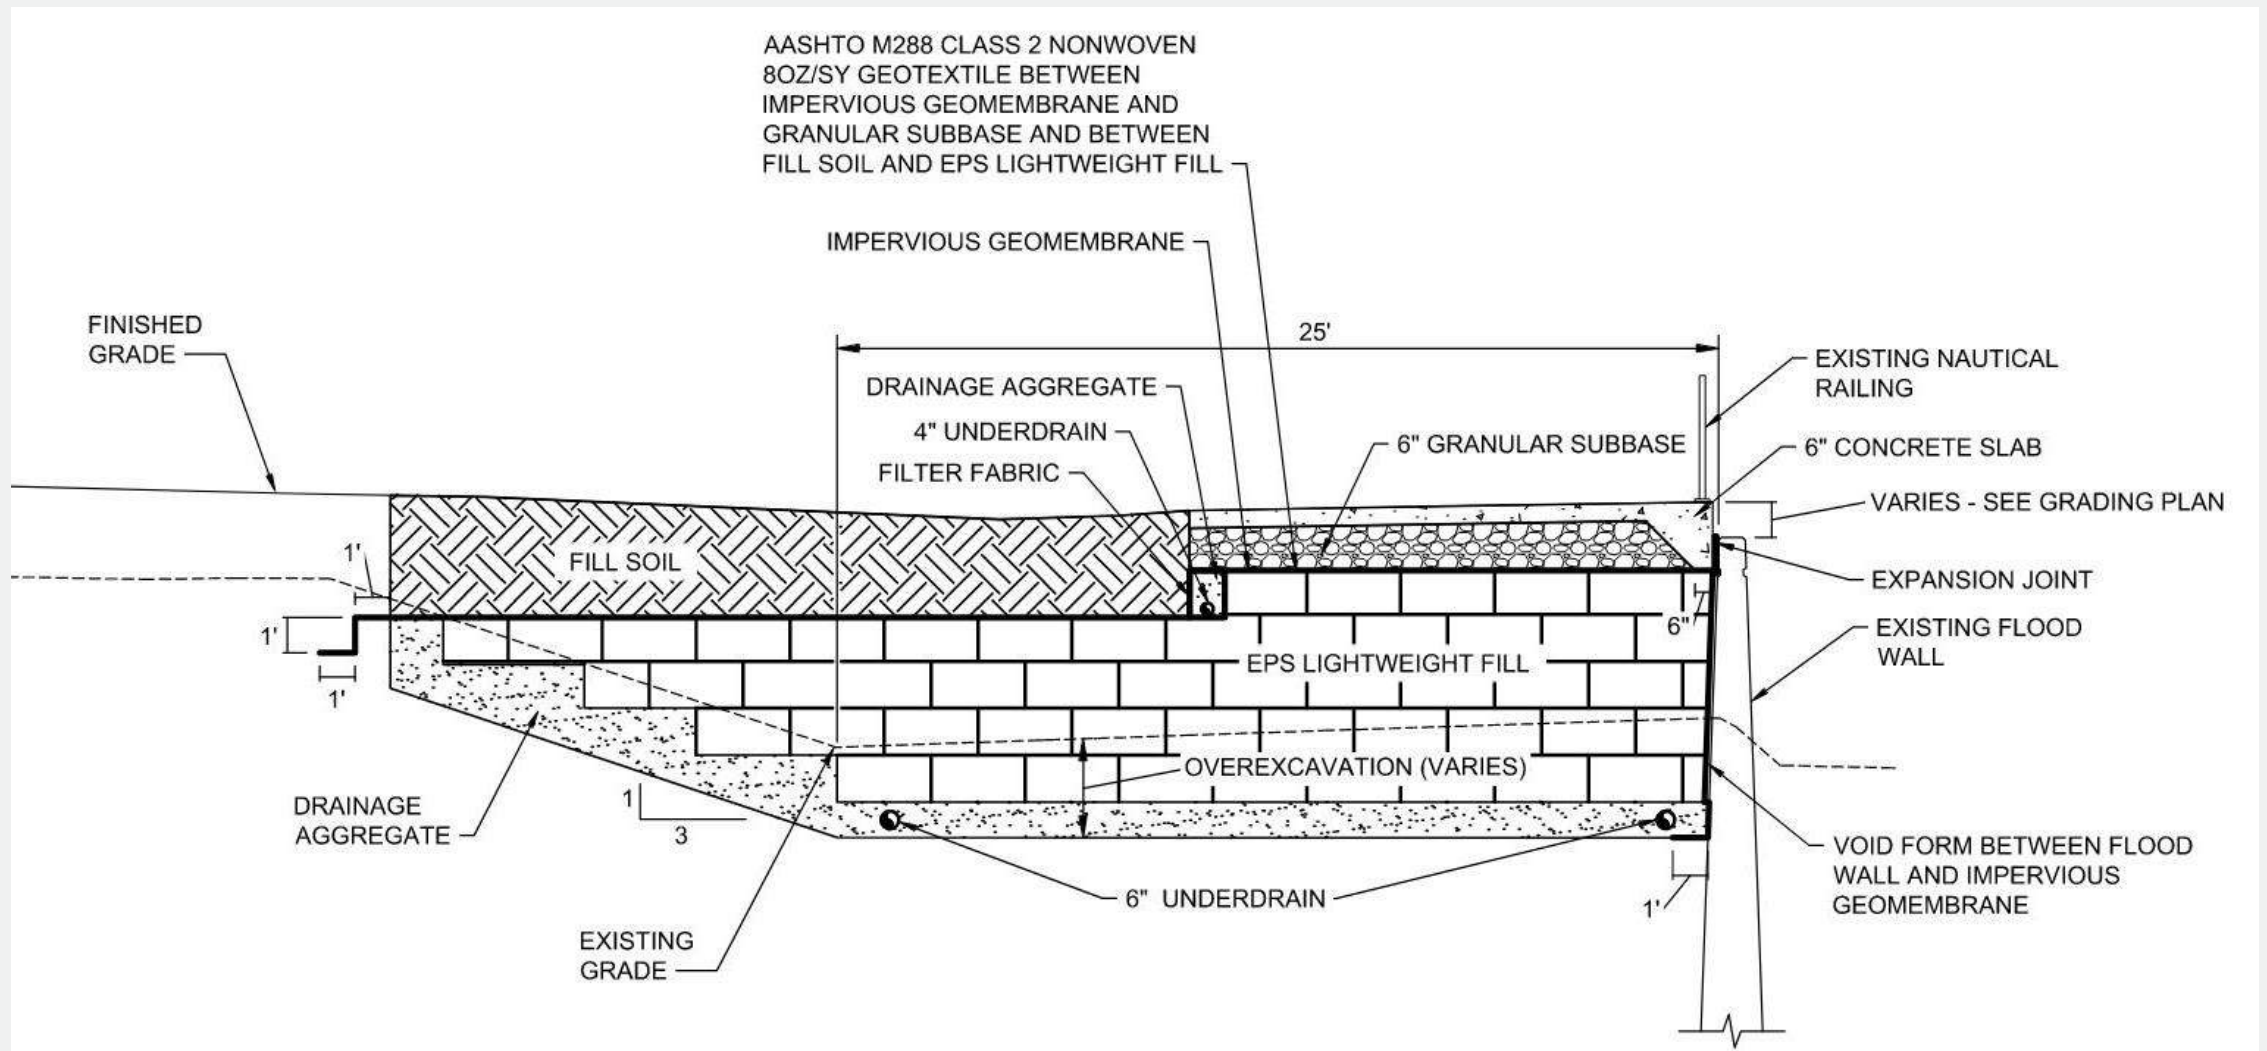 AASHTO M288 CLASS 2 NONWOVEN
8OZ/SY GEOTEXTILE BETWEEN
IMPERVIOUS GEOMEMBRANE AND
GRANULAR SUBBASE AND BETWEEN
FILL SOIL AND EPS LIGHTWEIGHT FILL
IMPERVIOUS GEOMEMBRANE
FINISHED
GRADE
25'
EXISTING NAUTICAL
RAILING
DRAINAGE AGGREGATE
4" UNDERDRAIN
FILTER FABRIC
6" GRANULAR SUBBASE
6" CONCRETE SLAB
VARIES - SEE GRADING PLAN
1'
FILL SOIL
EXPANSION JOINT
1'
6"
EXISTING FLOOD
WALL
EPS LIGHTWEIGHT FILL
1'
OVEREXCAVATION (VARIES)
DRAINAGE
AGGREGATE
1
3
VOID FORM BETWEEN FLOOD
WALL AND IMPERVIOUS
GEOMEMBRANE
6" UNDERDRAIN
1'
EXISTING
GRADE